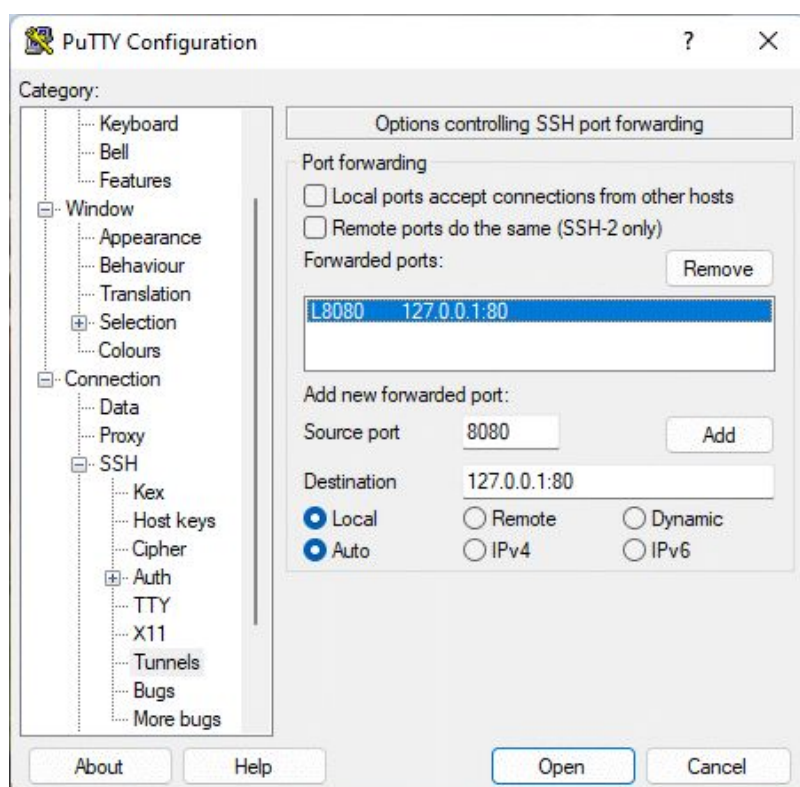 PuTTY Configuration ? ×
Category:
Keyboard
Bell
Features
Window
Appearance
Behaviour
Translation
Selection
Colours
Connection
Data
Proxy
SSH
Kex
Host keys
Cipher
Auth
TTY
X11
Tunnels
Bugs
More bugs
Options controlling SSH port forwarding
Port forwarding
Local ports accept connections from other hosts
Remote ports do the same (SSH-2 only)
Forwarded ports: Remove
L8080 127.0.0.1:80
Add new forwarded port:
Source port 8080 Add
Destination 127.0.0.1:80
Local Remote Dynamic
Auto IPv4 IPv6
About Help Open Cancel